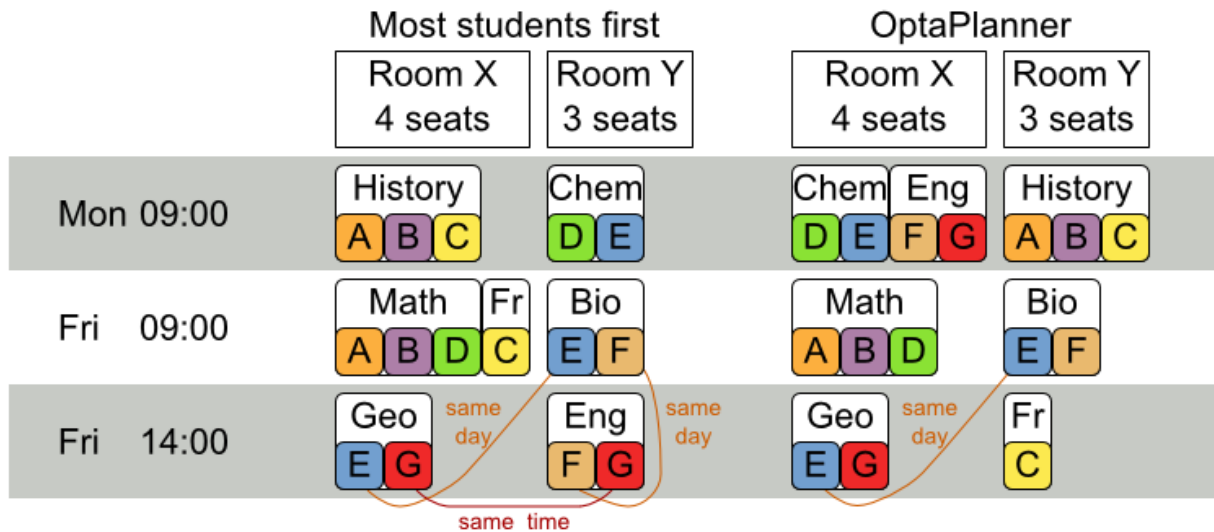 Most students first OptaPlanner
Room X Room Y Room X Room Y
4 seats 3 seats 4 seats 3 seats
History Chem Chem Eng History
Mon 09:00
A B C D E D E F G A B C
Math Fr Bio Math Bio
Fri 09:00
A B D C E F A B D E F
Geo same Eng same Geo same Fr
day day day
Fri 14:00
E G F G E G C
same time